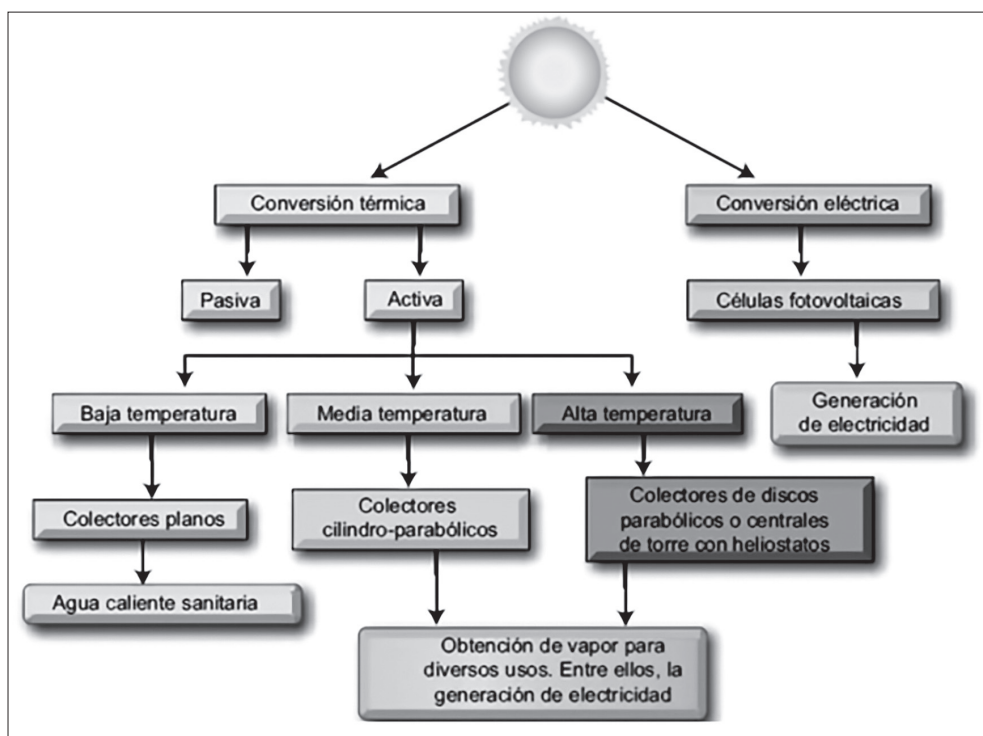 Conversión térmica
Conversión eléctrica
Pasiva
Activa
Células fotovoltaicas
Baja temperatura
Media temperatura
Alta temperatura
Generación
de electricidad
Colectores planos
Colectores
cilindro-parabólicos
Colectores de discos
parabólicos o centrales
de torre con heliostatos
Agua caliente sanitaria
Obtención de vapor para
diversos usos. Entre ellos, la
generación de electricidad